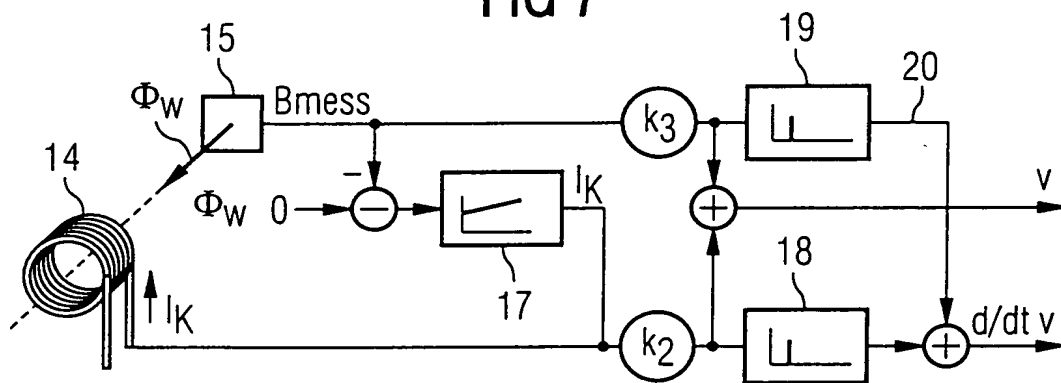 FIG 7
15
19
20
Φw
Bmess
k3
14
−
IK
v
Φw 0
−
+
17
18
IK
k2
+
d/dt v